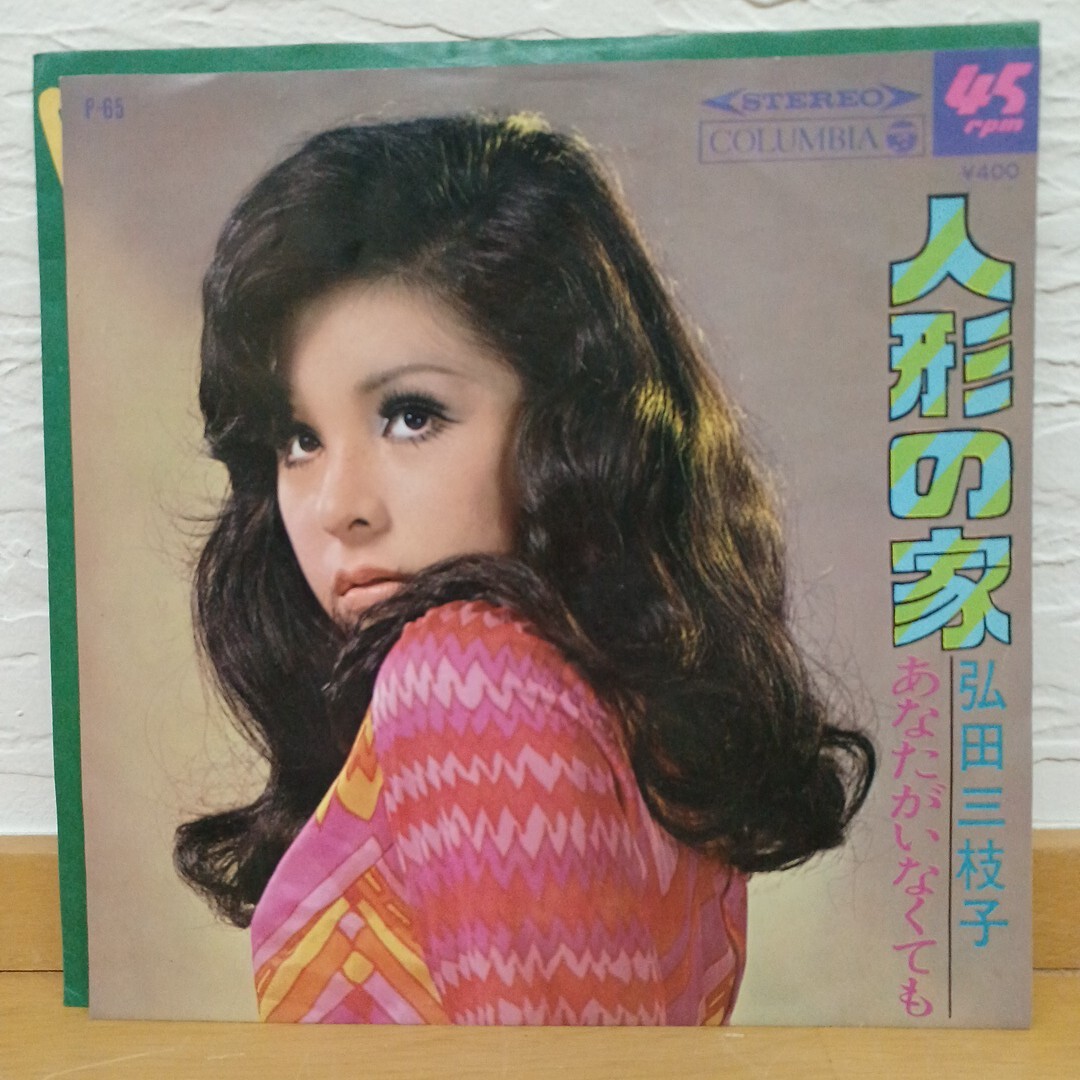 P-65
STEREO
COLUMBIA
45
rpm
¥400
人形の家
弘田三枝子
あなたがいなくても